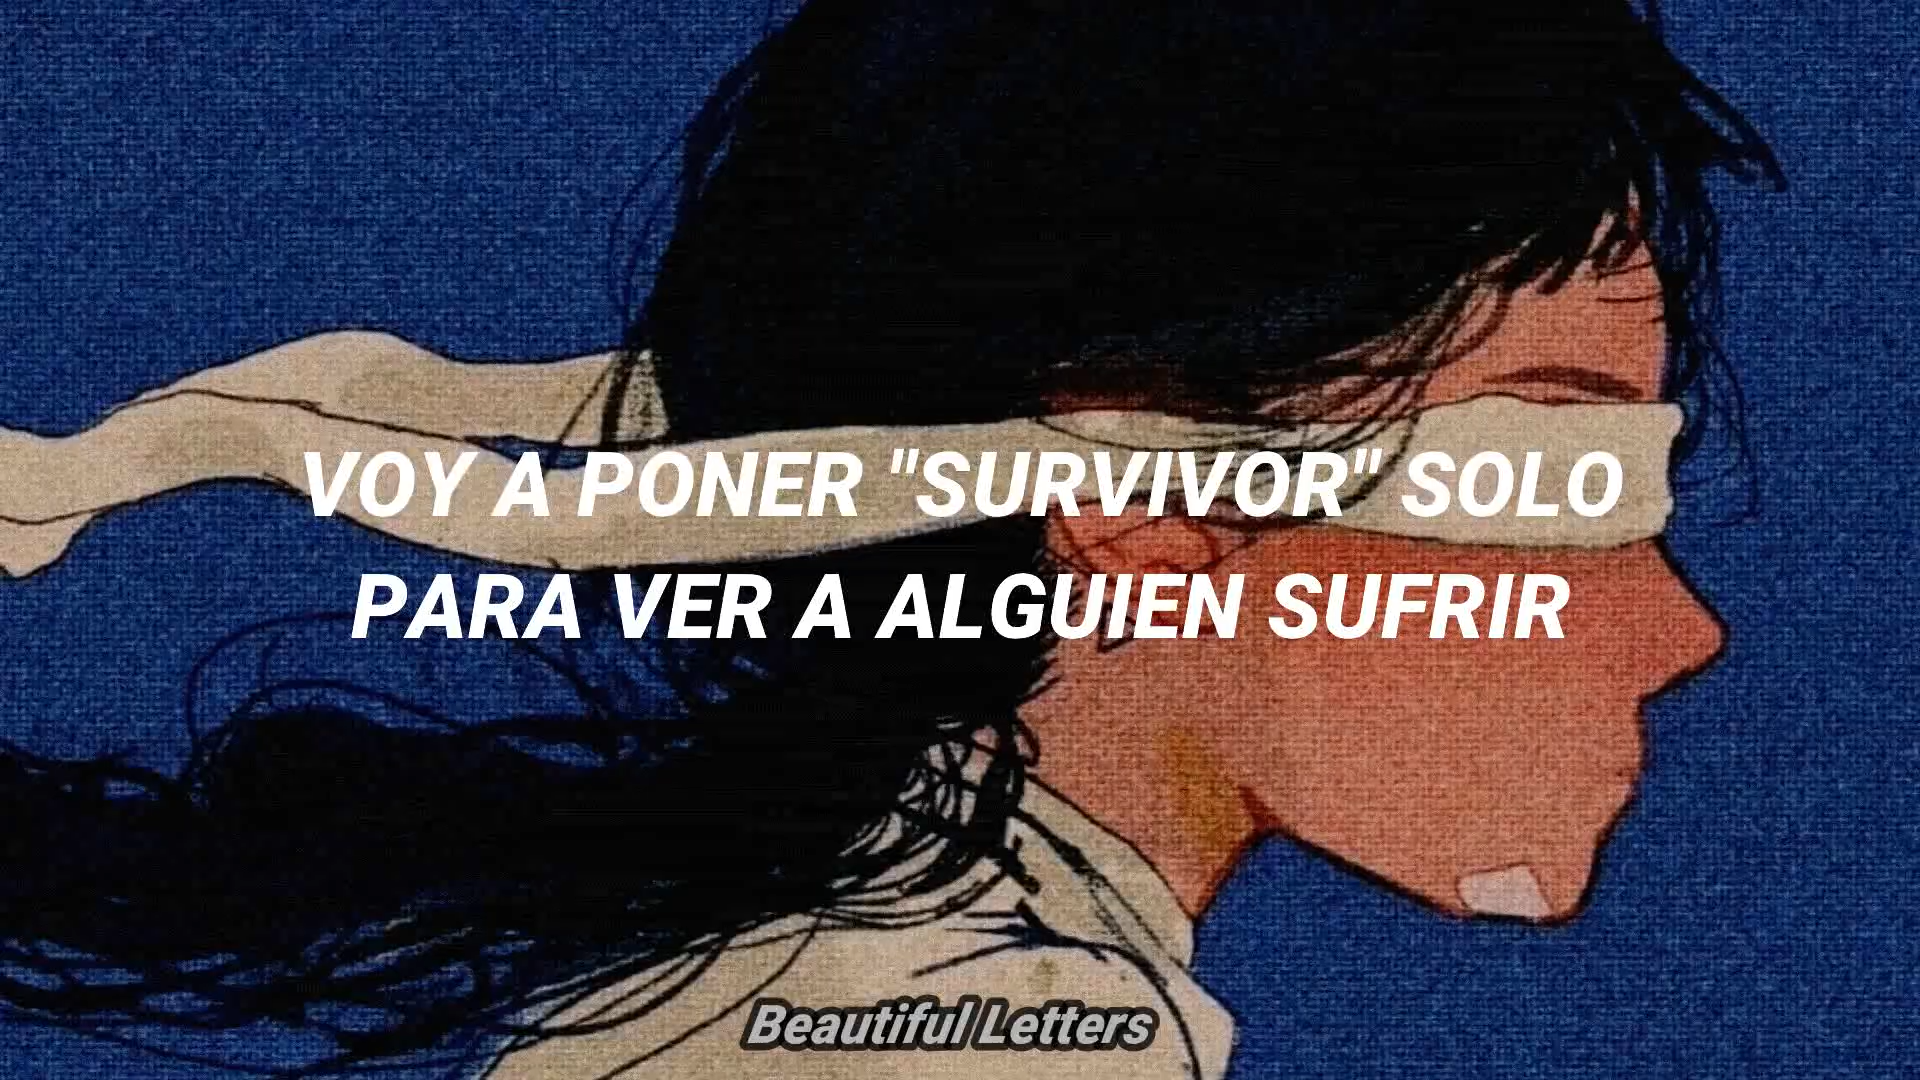 VOY A PONER "SURVIVOR" SOLO
PARA VER A ALGUIEN SUFRIR
Beautiful Letters